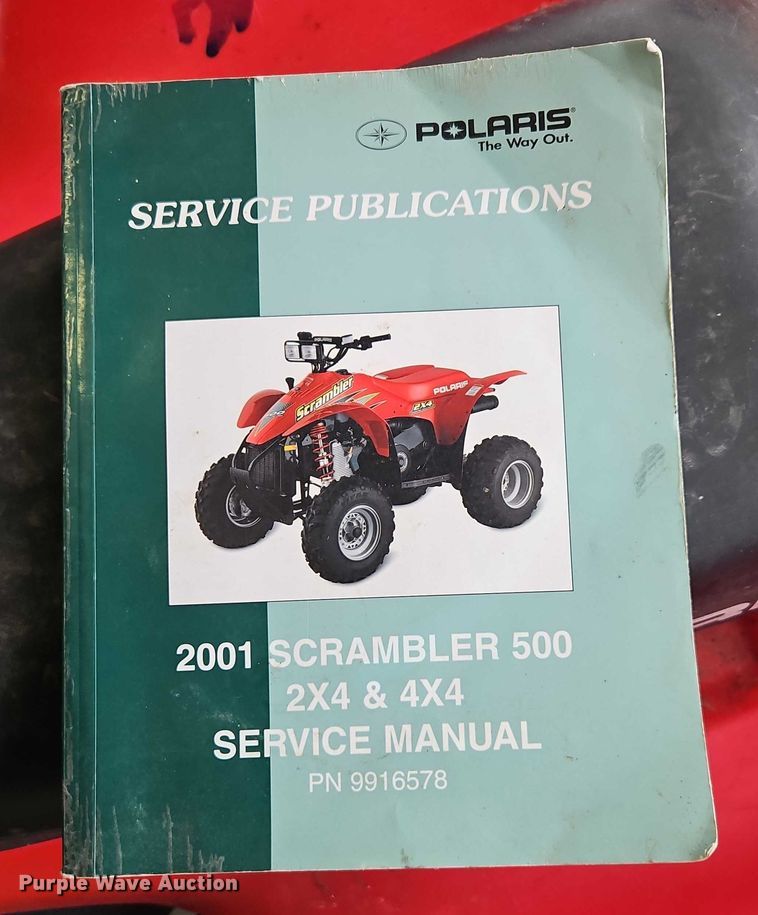 POLARIS®
The Way Out.
SERVICE PUBLICATIONS
POLARIS
Scrambler
POLARIS
2X4
2001 SCRAMBLER 500
2X4 & 4X4
SERVICE MANUAL
PN 9916578
Purple Wave Auction